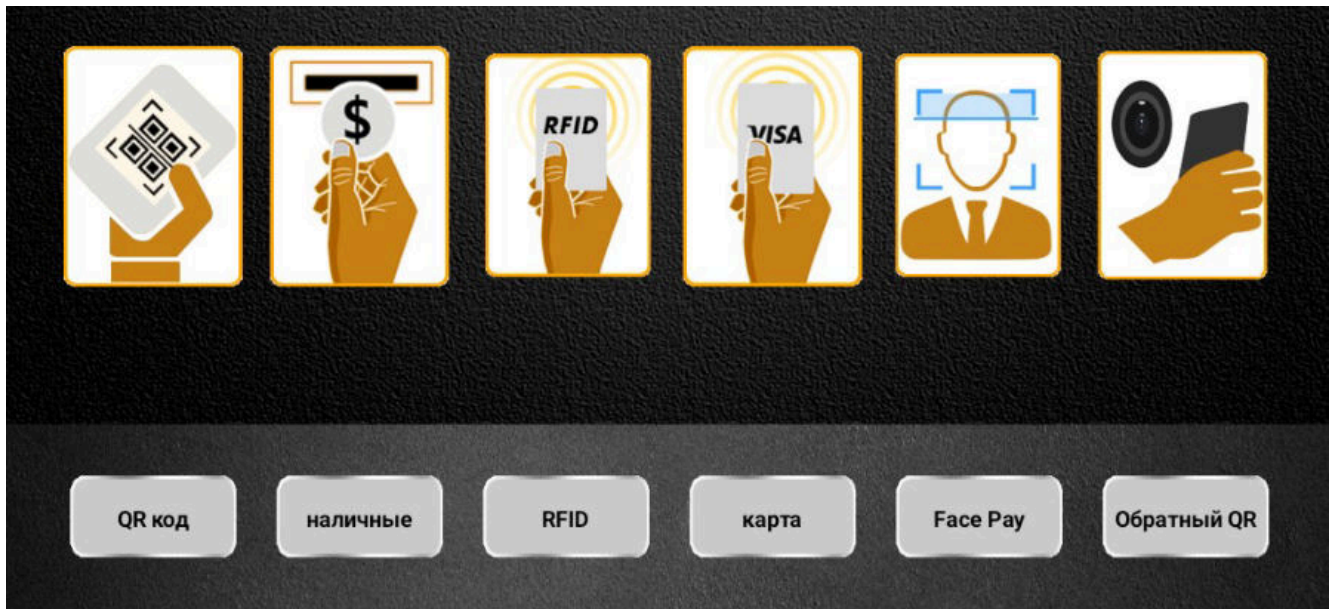 $
RFID
VISA
QR код
наличные
RFID
карта
Face Pay
Обратный QR